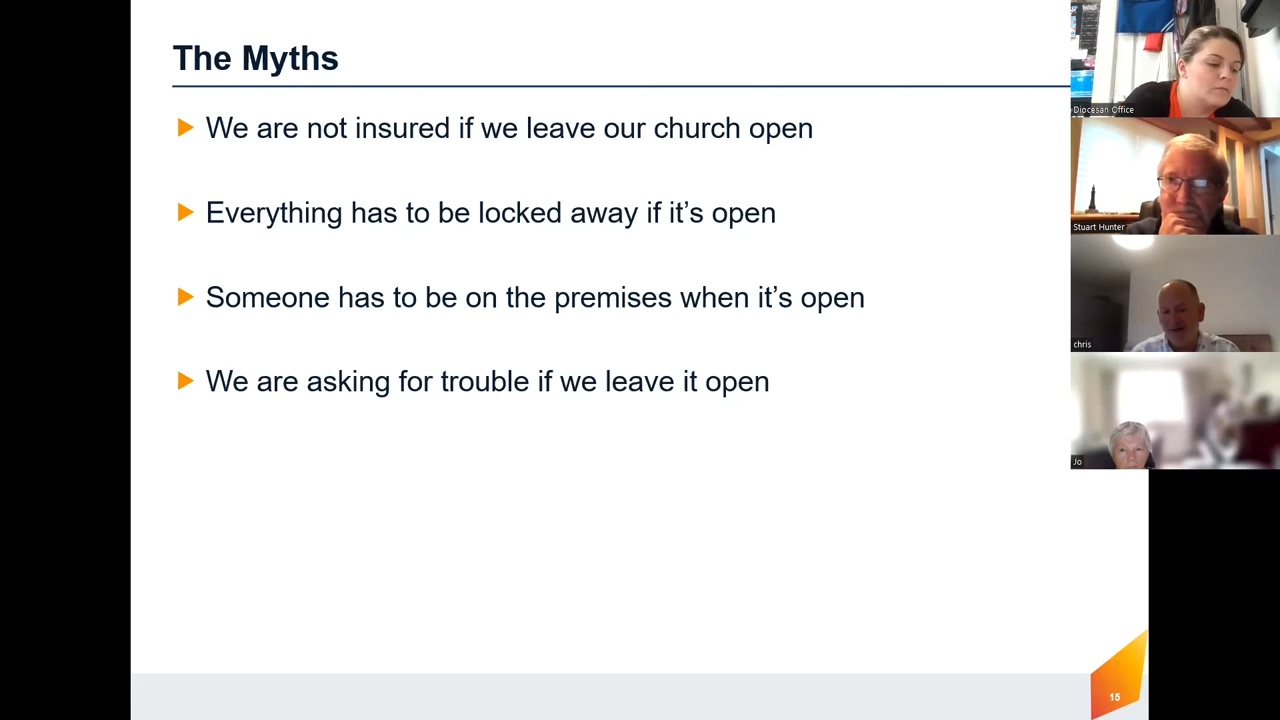 The Myths
We are not insured if we leave our church open
Everything has to be locked away if it’s open
Someone has to be on the premises when it’s open
We are asking for trouble if we leave it open
15
Diocesan Office
Stuart Hunter
chris
Jo